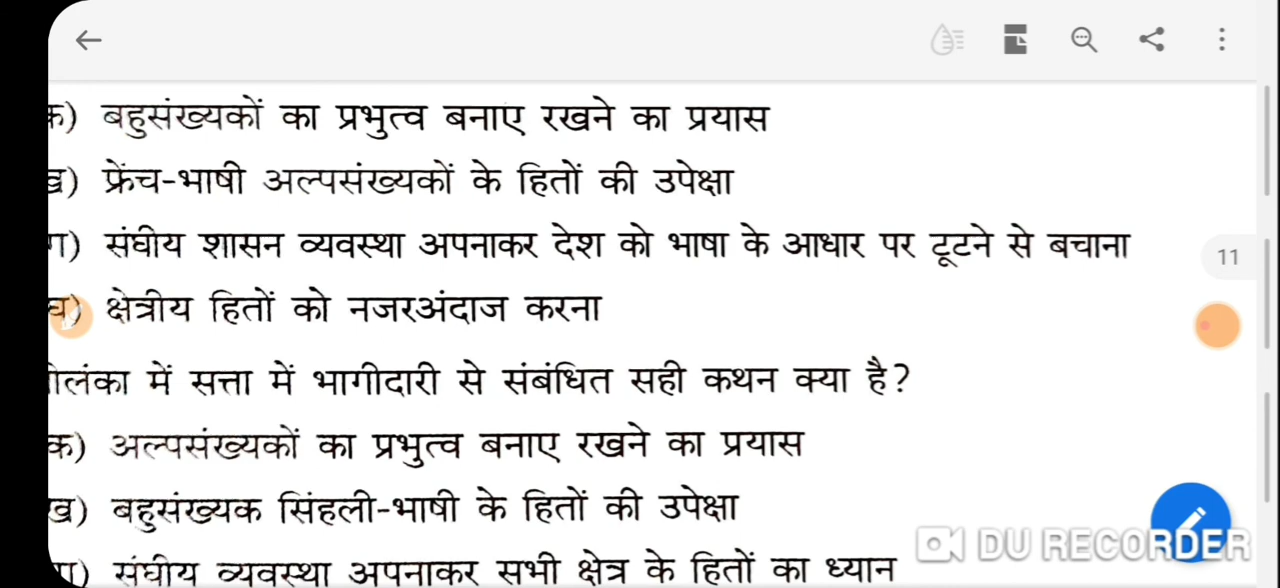 क) बहुसंख्यकों का प्रभुत्व बनाए रखने का प्रयास
ख) फ्रेंच-भाषी अल्पसंख्यकों के हितों की उपेक्षा
ग) संघीय शासन व्यवस्था अपनाकर देश को भाषा के आधार पर टूटने से बचाना
11
घ) क्षेत्रीय हितों को नजरअंदाज करना
में सत्ता में भागीदारी से संबंधित सही कथन क्या है?
क) अल्पसंख्यकों का प्रभुत्व बनाए रखने का प्रयास
ख) बहुसंख्यक सिंहली-भाषी के हितों की उपेक्षा
DU RECORDER
ग) संघीय व्यवस्था अपनाकर सभी क्षेत्र के हितों का ध्यान